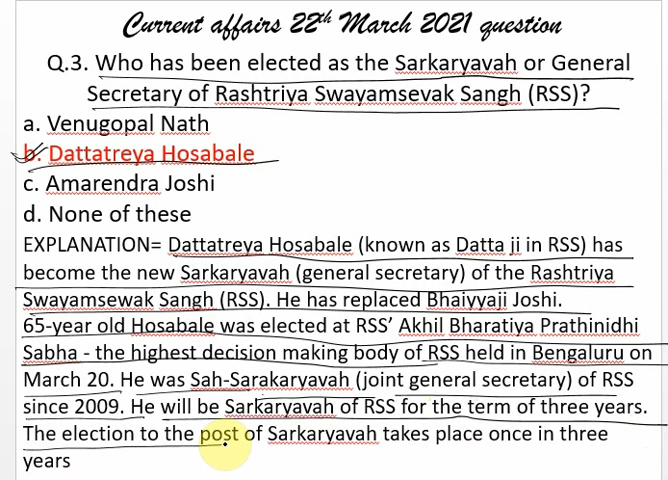 Current affairs 22th March 2021 question
Q.3. Who has been elected as the Sarkaryavah or General
Secretary of Rashtriya Swayamsevak Sangh (RSS)?
a. Venugopal Nath
b. Dattatreya Hosabale
c. Amarendra Joshi
d. None of these
EXPLANATION= Dattatreya Hosabale (known as Datta ji in RSS) has
become the new Sarkaryavah (general secretary) of the Rashtriya
Swayamsewak Sangh (RSS). He has replaced Bhaiyyaji Joshi.
65-year old Hosabale was elected at RSS’ Akhil Bharatiya Prathinidhi
Sabha - the highest decision making body of RSS held in Bengaluru on
March 20. He was Sah-Sarakaryavah (joint general secretary) of RSS
since 2009. He will be Sarkaryavah of RSS for the term of three years.
The election to the post of Sarkaryavah takes place once in three
years